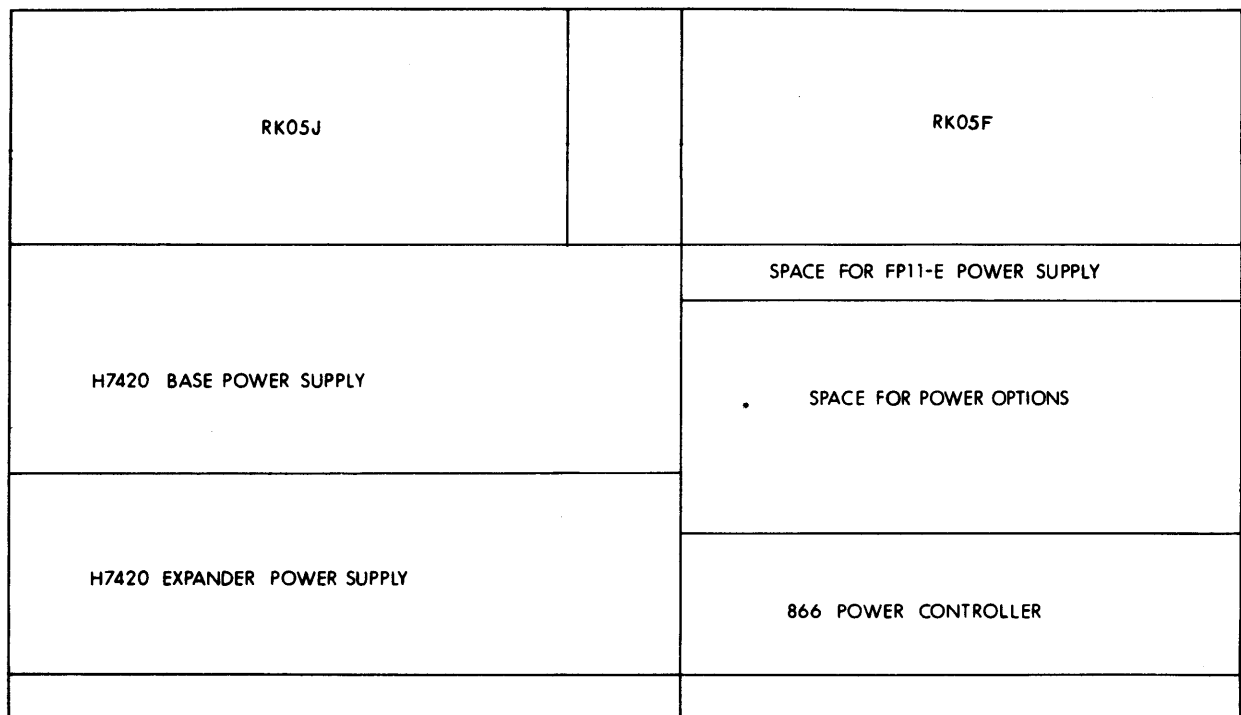 RK05J
RK05F
SPACE FOR FP11-E POWER SUPPLY
H7420 BASE POWER SUPPLY
SPACE FOR POWER OPTIONS
H7420 EXPANDER POWER SUPPLY
866 POWER CONTROLLER